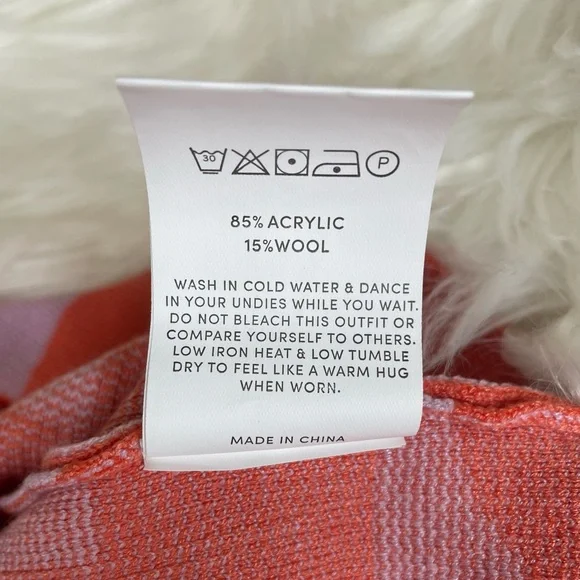 30 P
85% ACRYLIC
15% WOOL
WASH IN COLD WATER & DANCE
IN YOUR UNDIES WHILE YOU WAIT.
DO NOT BLEACH THIS OUTFIT OR
COMPARE YOURSELF TO OTHERS.
LOW IRON HEAT & LOW TUMBLE
DRY TO FEEL LIKE A WARM HUG
WHEN WORN.
MADE IN CHINA